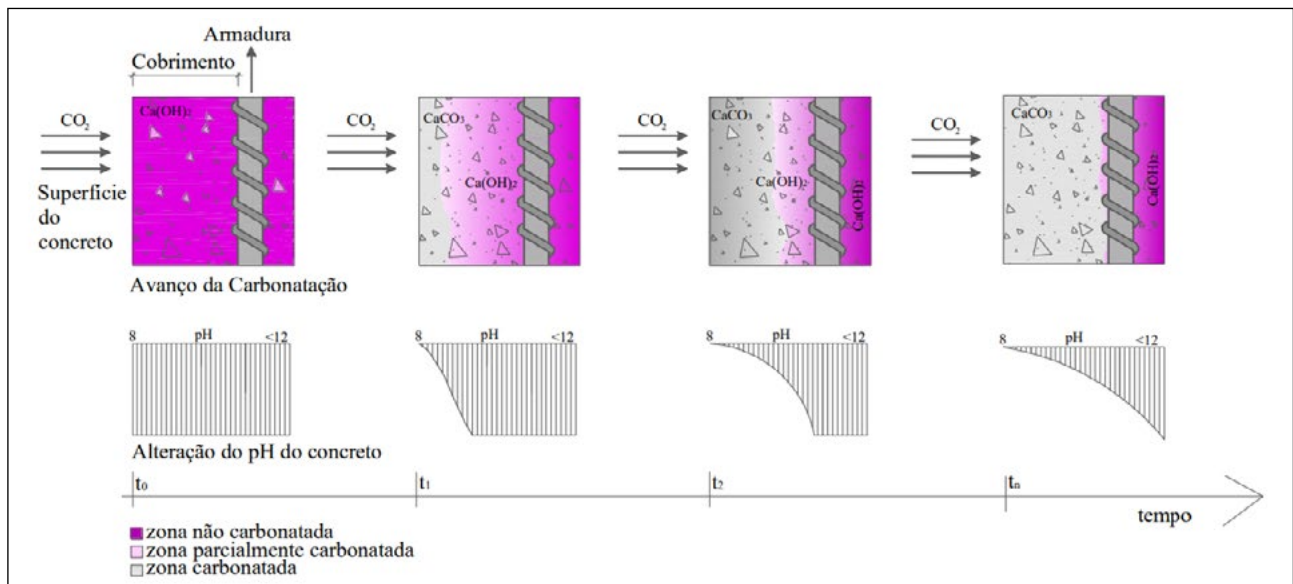 Armadura
Cobrimento
Ca(OH)2
CO2
Superfície
do
concreto
CO2
CaCO3
Ca(OH)2
CO2
CaCO3
Ca(OH)2
Ca(OH)2
CO2
CaCO3
Ca(OH)2
Avanço da Carbonatação
8 pH <12
8 pH <12
8 pH <12
8 pH <12
Alteração do pH do concreto
t0 t1 t2 tn
tempo
zona não carbonatada
zona parcialmente carbonatada
zona carbonatada